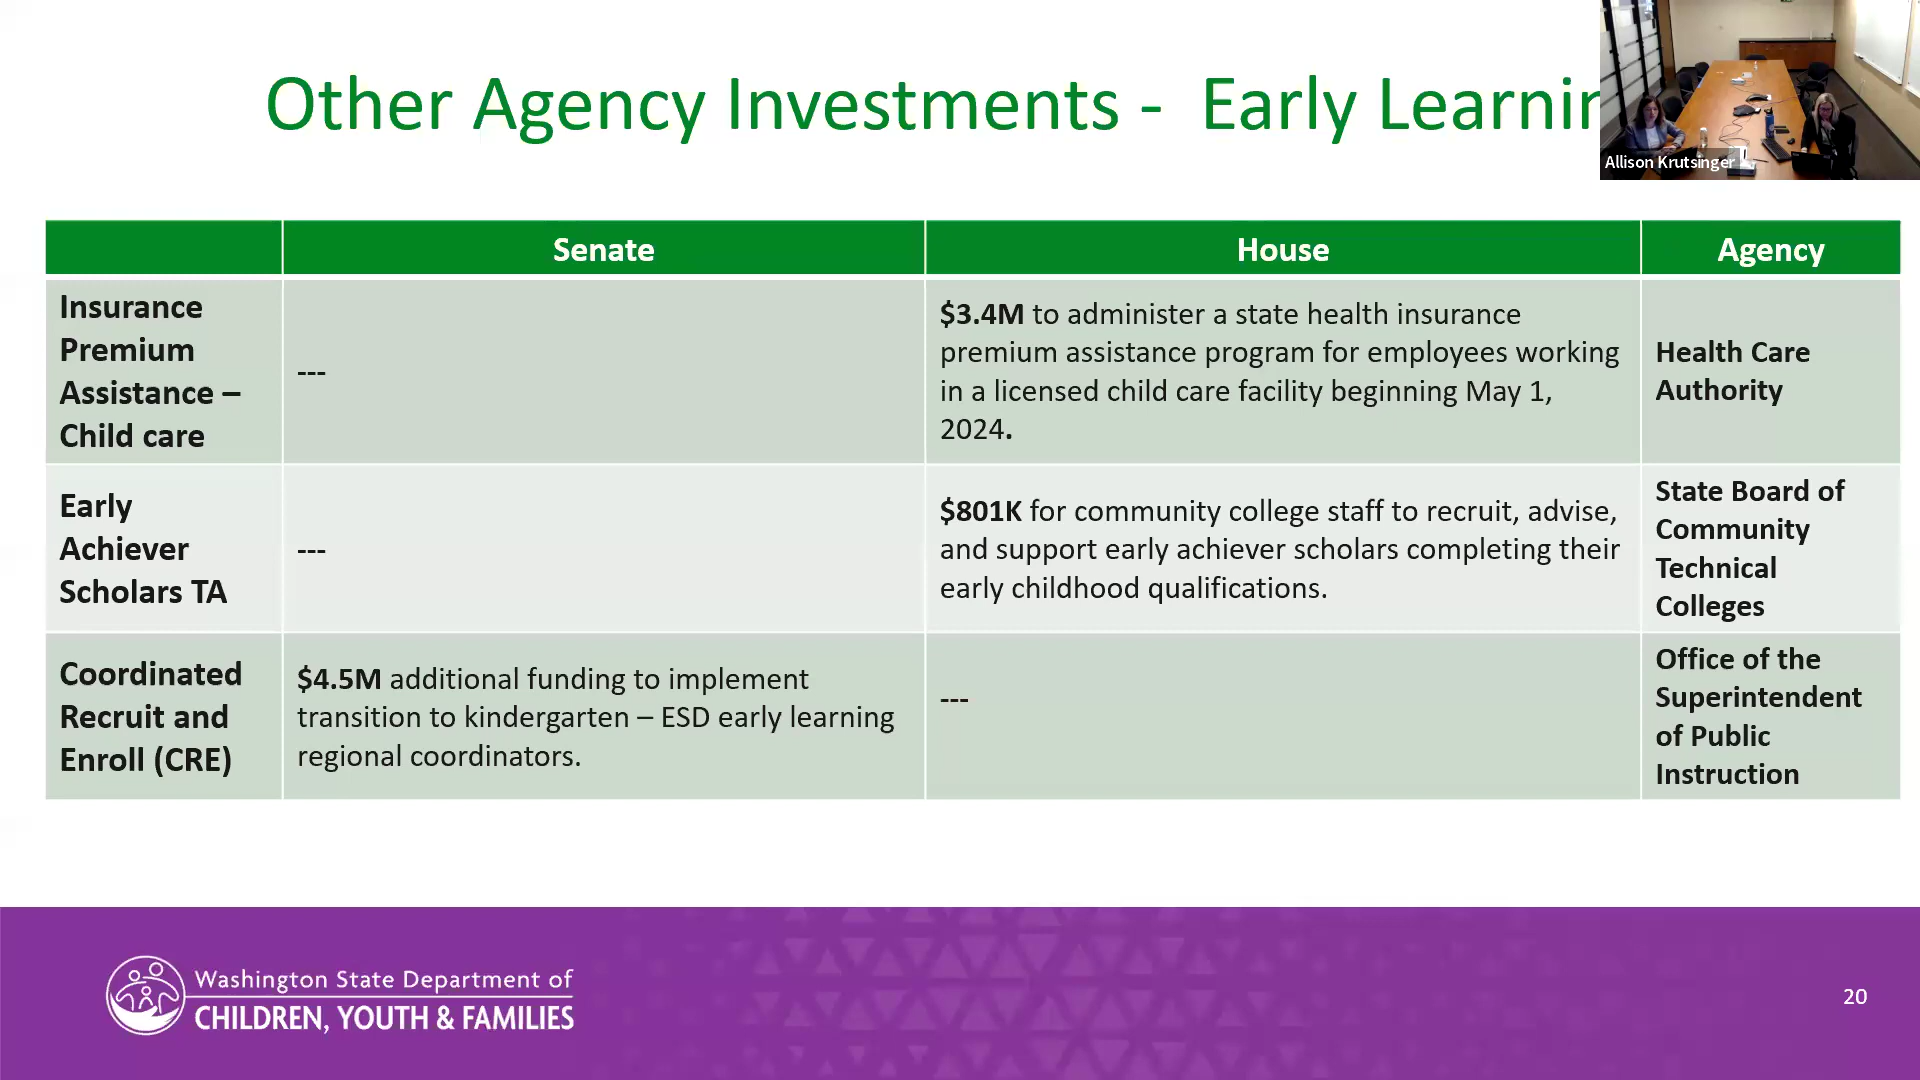 Other Agency Investments - Early Learnin
Allison Krutsinger
Senate House Agency
Insurance
Premium
Assistance –
Child care
---
$3.4M to administer a state health insurance
premium assistance program for employees working
in a licensed child care facility beginning May 1,
2024.
Health Care
Authority
Early
Achiever
Scholars TA
---
$801K for community college staff to recruit, advise,
and support early achiever scholars completing their
early childhood qualifications.
State Board of
Community
Technical
Colleges
Coordinated
Recruit and
Enroll (CRE)
$4.5M additional funding to implement
transition to kindergarten – ESD early learning
regional coordinators.
---
Office of the
Superintendent
of Public
Instruction
Washington State Department of
CHILDREN, YOUTH & FAMILIES
20